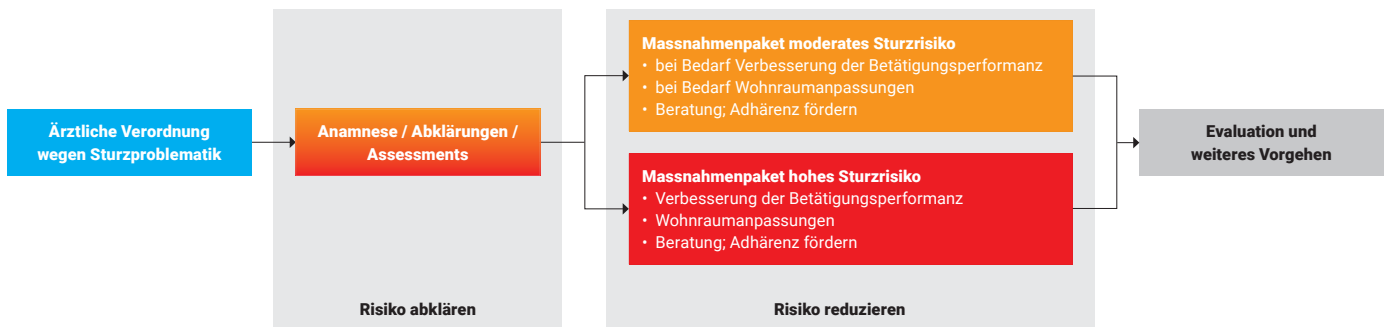 Ärztliche Verordnung
wegen Sturzproblematik
Anamnese / Abklärungen /
Assessments
Risiko abklären
Massnahmenpaket moderates Sturzrisiko
• bei Bedarf Verbesserung der Betätigungsperformanz
• bei Bedarf Wohnraumanpassungen
• Beratung; Adhärenz fördern
Massnahmenpaket hohes Sturzrisiko
• Verbesserung der Betätigungsperformanz
• Wohnraumanpassungen
• Beratung; Adhärenz fördern
Risiko reduzieren
Evaluation und
weiteres Vorgehen